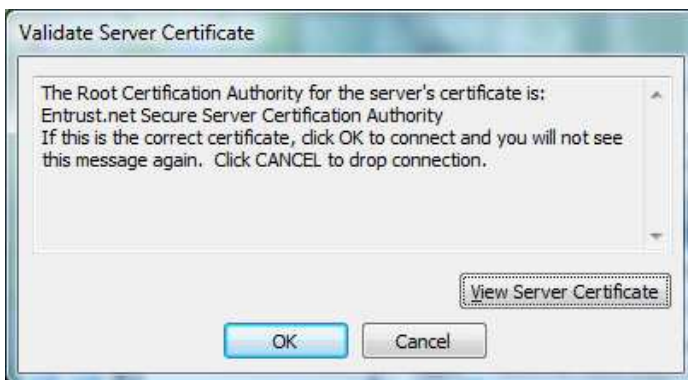 Validate Server Certificate
The Root Certification Authority for the server's certificate is:
Entrust.net Secure Server Certification Authority
If this is the correct certificate, click OK to connect and you will not see
this message again.  Click CANCEL to drop connection.
View Server Certificate
OK
Cancel